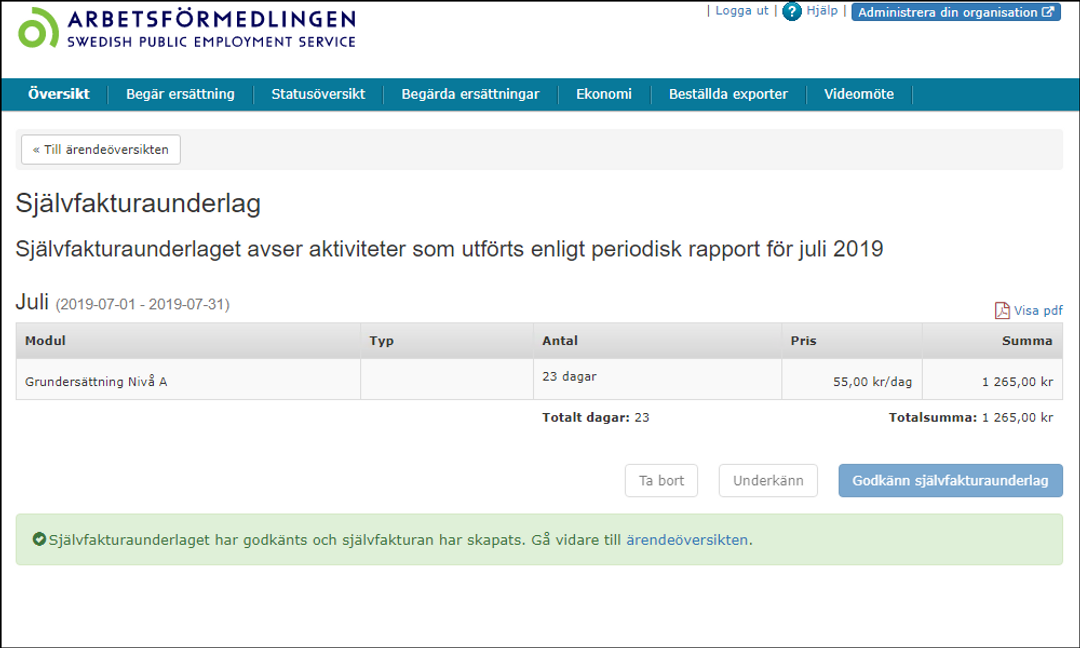 ARBETSFÖRMEDLINGEN
SWEDISH PUBLIC EMPLOYMENT SERVICE
| Logga ut | ? Hjälp | Administrera din organisation
Översikt Begär ersättning Statusöversikt Begärda ersättningar Ekonomi Beställda exporter Videomöte
« Till ärendeöversikten
Självfakturaunderlag
Självfakturaunderlaget avser aktiviteter som utförts enligt periodisk rapport för juli 2019
Juli (2019-07-01 - 2019-07-31)
Visa pdf
Modul Typ Antal Pris Summa
Grundersättning Nivå A 23 dagar 55,00 kr/dag 1 265,00 kr
Totalt dagar: 23 Totalsumma: 1 265,00 kr
Ta bort Underkänn Godkänn självfakturaunderlag
Självfakturaunderlaget har godkänts och självfakturan har skapats. Gå vidare till ärendeöversikten.